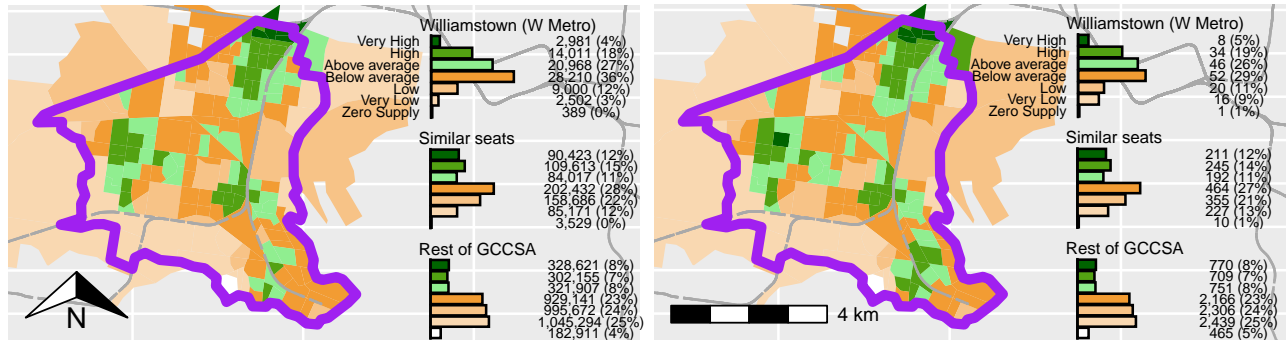 Williamstown (W Metro)
Very High 2,981 (4%)
High 14,011 (18%)
Above average 20,968 (27%)
Below average 28,210 (36%)
Low 9,000 (12%)
Very Low 2,502 (3%)
Zero Supply 389 (0%)
Similar seats
90,423 (12%)
109,613 (15%)
84,017 (11%)
202,432 (28%)
158,686 (22%)
85,171 (12%)
3,529 (0%)
Rest of GCCSA
328,621 (8%)
302,155 (7%)
321,907 (8%)
929,141 (23%)
995,672 (24%)
1,045,294 (25%)
182,911 (4%)
N
Williamstown (W Metro)
Very High 8 (5%)
High 34 (19%)
Above average 46 (26%)
Below average 52 (29%)
Low 20 (11%)
Very Low 16 (9%)
Zero Supply 1 (1%)
Similar seats
211 (12%)
245 (14%)
192 (11%)
464 (27%)
355 (21%)
227 (13%)
10 (1%)
Rest of GCCSA
770 (8%)
709 (7%)
751 (8%)
2,166 (23%)
2,306 (24%)
2,439 (25%)
465 (5%)
4 km